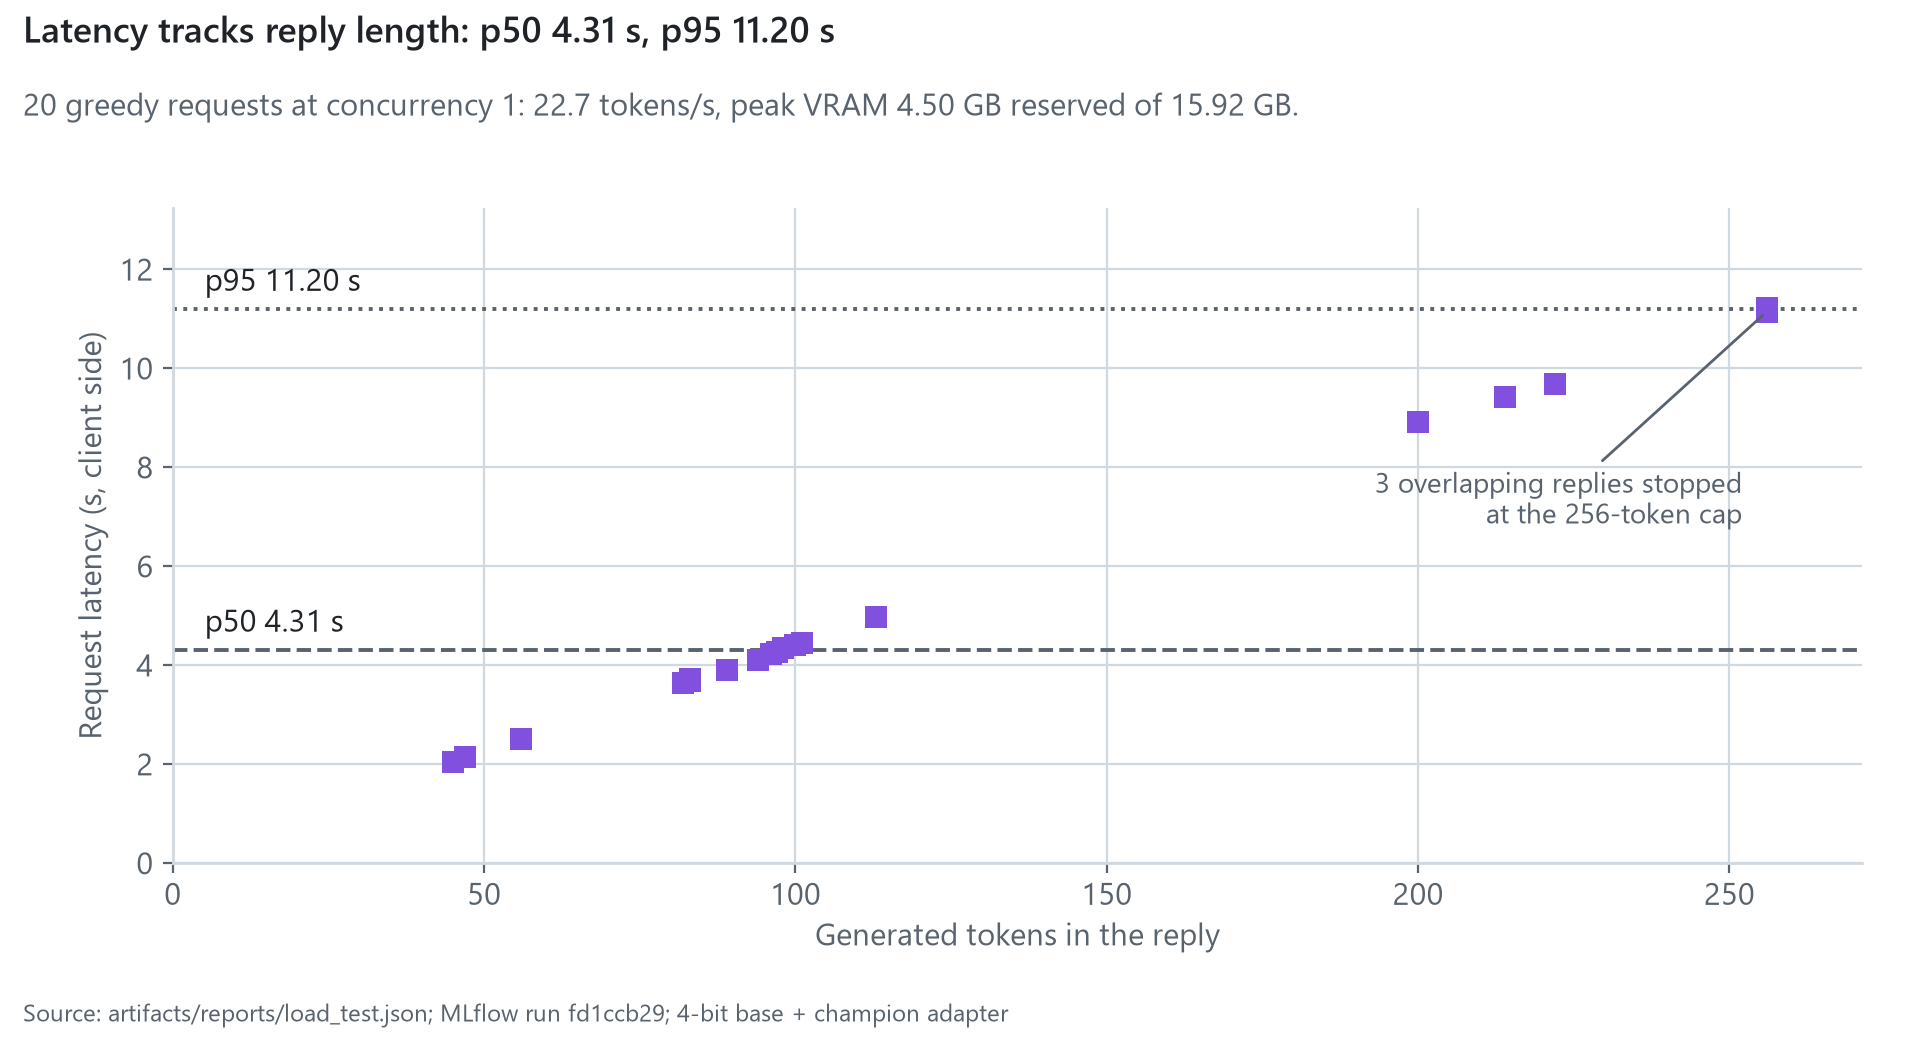 Latency tracks reply length: p50 4.31 s, p95 11.20 s
20 greedy requests at concurrency 1: 22.7 tokens/s, peak VRAM 4.50 GB reserved of 15.92 GB.
Request latency (s, client side)
12
10
8
6
4
2
0
p95 11.20 s
3 overlapping replies stopped
at the 256-token cap
p50 4.31 s
0
50
100
150
200
250
Generated tokens in the reply
Source: artifacts/reports/load_test.json; MLflow run fd1ccb29; 4-bit base + champion adapter